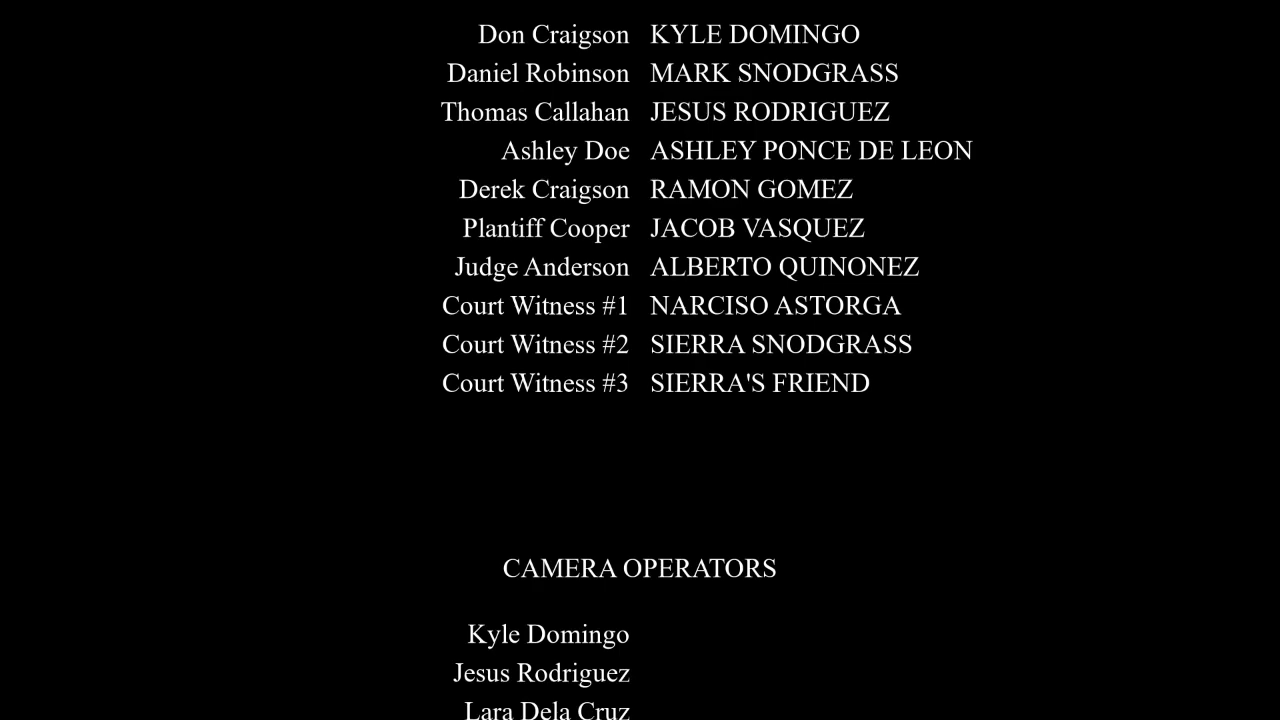 Don Craigson KYLE DOMINGO
Daniel Robinson MARK SNODGRASS
Thomas Callahan JESUS RODRIGUEZ
Ashley Doe ASHLEY PONCE DE LEON
Derek Craigson RAMON GOMEZ
Plantiff Cooper JACOB VASQUEZ
Judge Anderson ALBERTO QUINONEZ
Court Witness #1 NARCISO ASTORGA
Court Witness #2 SIERRA SNODGRASS
Court Witness #3 SIERRA'S FRIEND
CAMERA OPERATORS
Kyle Domingo
Jesus Rodriguez
Lara Dela Cruz